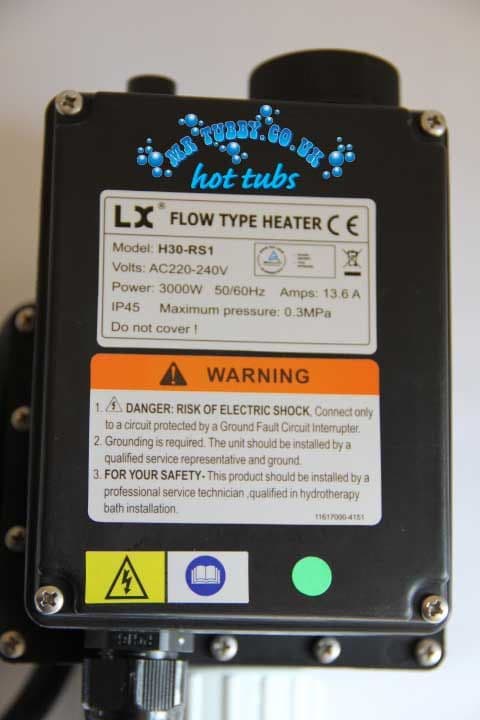 MR TUBBY.CO.UK
hot tubs
LX ® FLOW TYPE HEATER CE
Model: H30-RS1
Volts: AC220-240V
Power: 3000W 50/60Hz Amps: 13.6 A
IP45 Maximum pressure: 0.3MPa
Do not cover !
WARNING
1. DANGER: RISK OF ELECTRIC SHOCK, Connect only
to a circuit protected by a Ground Fault Circuit Interrupter.
2. Grounding is required. The unit should be installed by a
qualified service representative and ground.
3. FOR YOUR SAFETY- This product should be installed by a
professional service technician ,qualified in hydrotherapy
bath installation.
11617000-4151